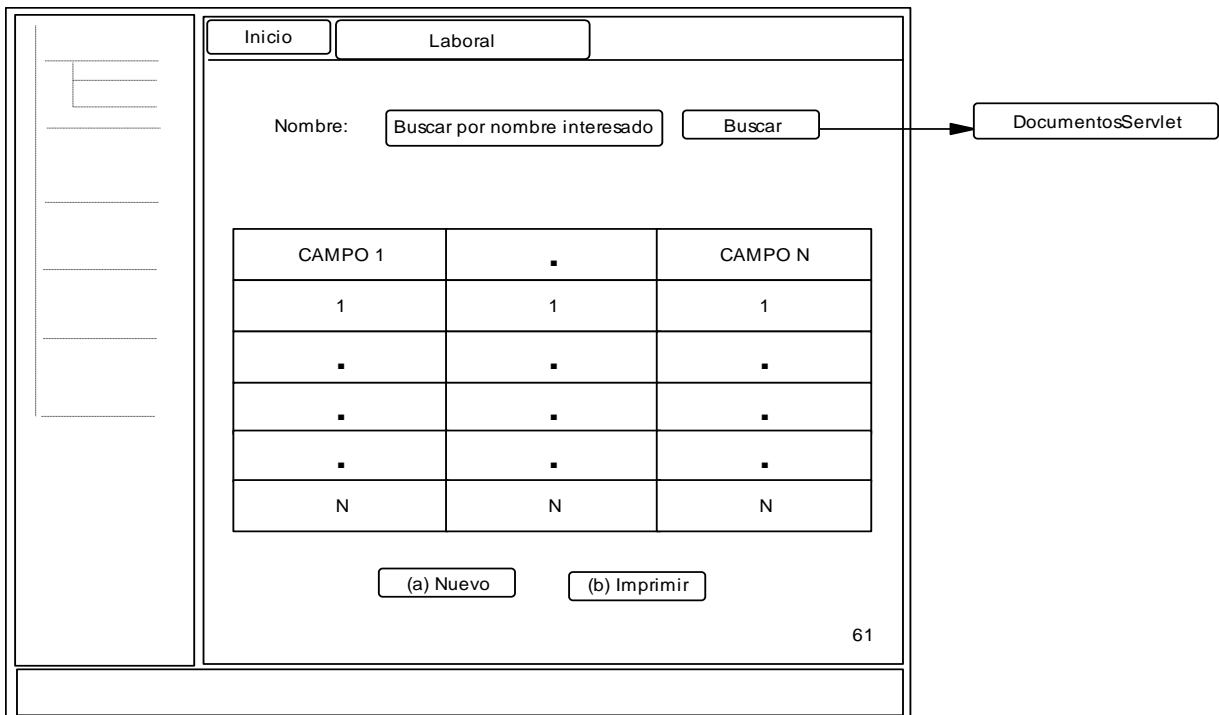 Inicio
Laboral
Nombre:
Buscar por nombre interesado
Buscar
DocumentosServlet
CAMPO 1
.
CAMPO N
1
1
1
.
.
.
.
.
.
.
.
.
N
N
N
(a) Nuevo
(b) Imprimir
61